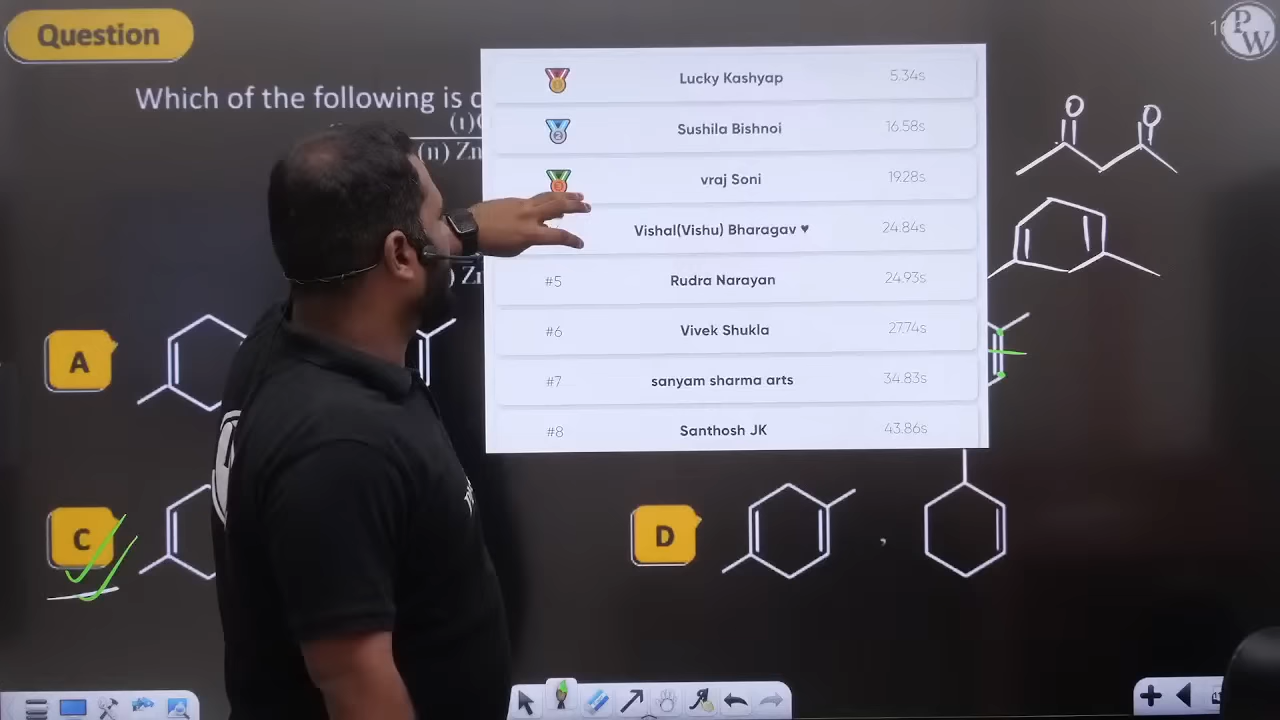 Question
PW
Which of the following is c
(i)
(ii) Zn
Lucky Kashyap 5.34s
Sushila Bishnoi 16.58s
vraj Soni 19.28s
Vishal(Vishu) Bharagav ♥ 24.84s
#5 Rudra Narayan 24.93s
#6 Vivek Shukla 27.74s
#7 sanyam sharma arts 34.83s
#8 Santhosh JK 43.86s
) Zn
O O
A
C
D ,